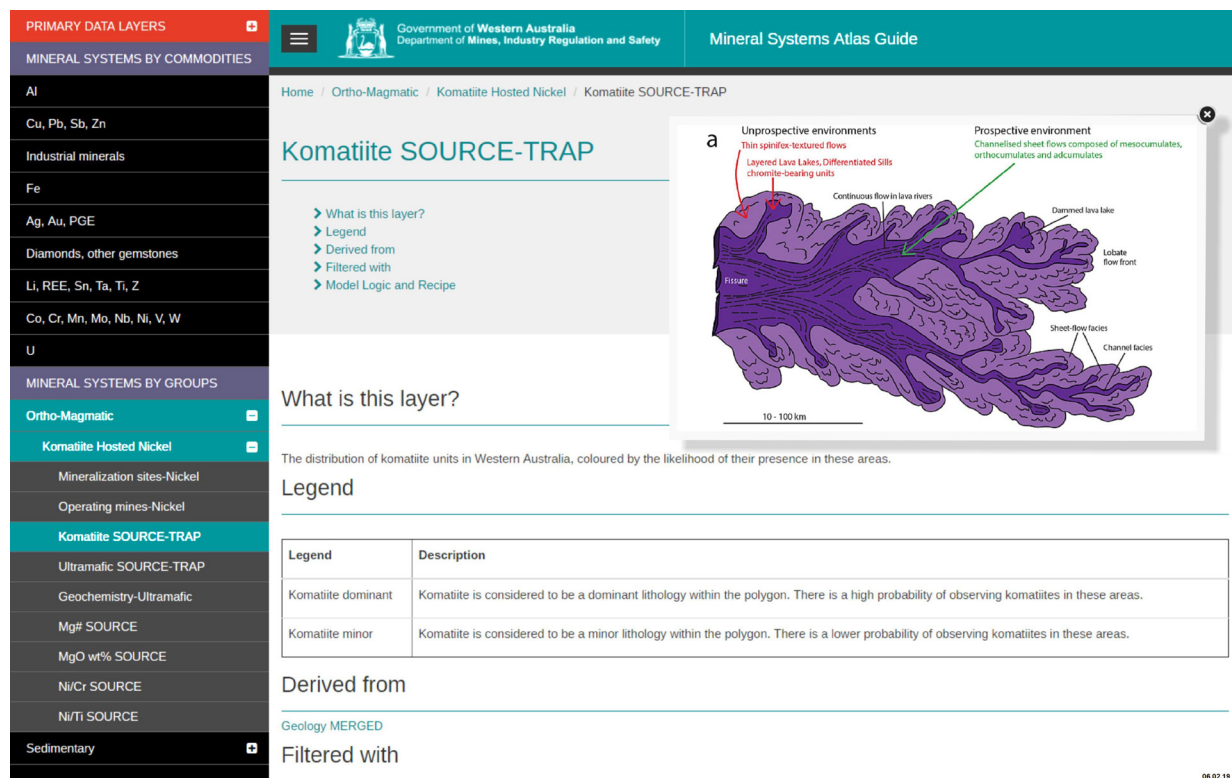 PRIMARY DATA LAYERS
MINERAL SYSTEMS BY COMMODITIES
Al
Cu, Pb, Sb, Zn
Industrial minerals
Fe
Ag, Au, PGE
Diamonds, other gemstones
Li, REE, Sn, Ta, Ti, Z
Co, Cr, Mn, Mo, Nb, Ni, V, W
U
MINERAL SYSTEMS BY GROUPS
Ortho-Magmatic
Komatiite Hosted Nickel
Mineralization sites-Nickel
Operating mines-Nickel
Komatiite SOURCE-TRAP
Ultramafic SOURCE-TRAP
Geochemistry-Ultramafic
Mg# SOURCE
MgO wt% SOURCE
Ni/Cr SOURCE
Ni/Ti SOURCE
Sedimentary
Government of Western Australia
Department of Mines, Industry Regulation and Safety
Mineral Systems Atlas Guide
Home / Ortho-Magmatic / Komatiite Hosted Nickel / Komatiite SOURCE-TRAP
Komatiite SOURCE-TRAP
What is this layer?
Legend
Derived from
Filtered with
Model Logic and Recipe
a
Unprospective environments
Thin spinifex-textured flows
Layered Lava Lakes, Differentiated Sills
chromite-bearing units
Prospective environment
Channelised sheet flows composed of mesocumulates,
orthocumulates and adcumulates
Continuous flow in lava rivers
Dammed lava lake
Lobate
flow front
Fissure
Sheet-flow facies
Channel facies
10 - 100 km
What is this layer?
The distribution of komatiite units in Western Australia, coloured by the likelihood of their presence in these areas.
Legend
Legend Description
Komatiite dominant Komatiite is considered to be a dominant lithology within the polygon. There is a high probability of observing komatiites in these areas.
Komatiite minor Komatiite is considered to be a minor lithology within the polygon. There is a lower probability of observing komatiites in these areas.
Derived from
Geology MERGED
Filtered with
06.02.19